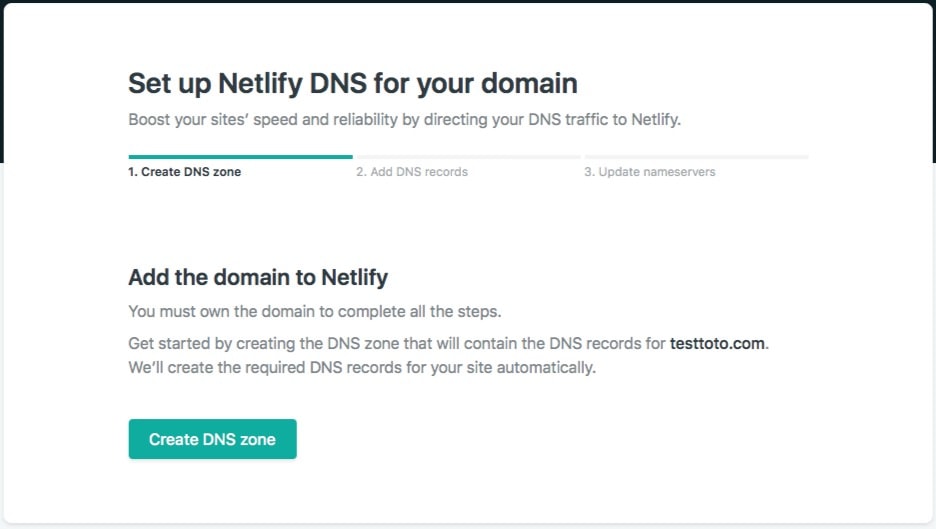 Set up Netlify DNS for your domain
Boost your sites’ speed and reliability by directing your DNS traffic to Netlify.
1. Create DNS zone
2. Add DNS records
3. Update nameservers
Add the domain to Netlify
You must own the domain to complete all the steps.
Get started by creating the DNS zone that will contain the DNS records for testtoto.com.
We’ll create the required DNS records for your site automatically.
Create DNS zone